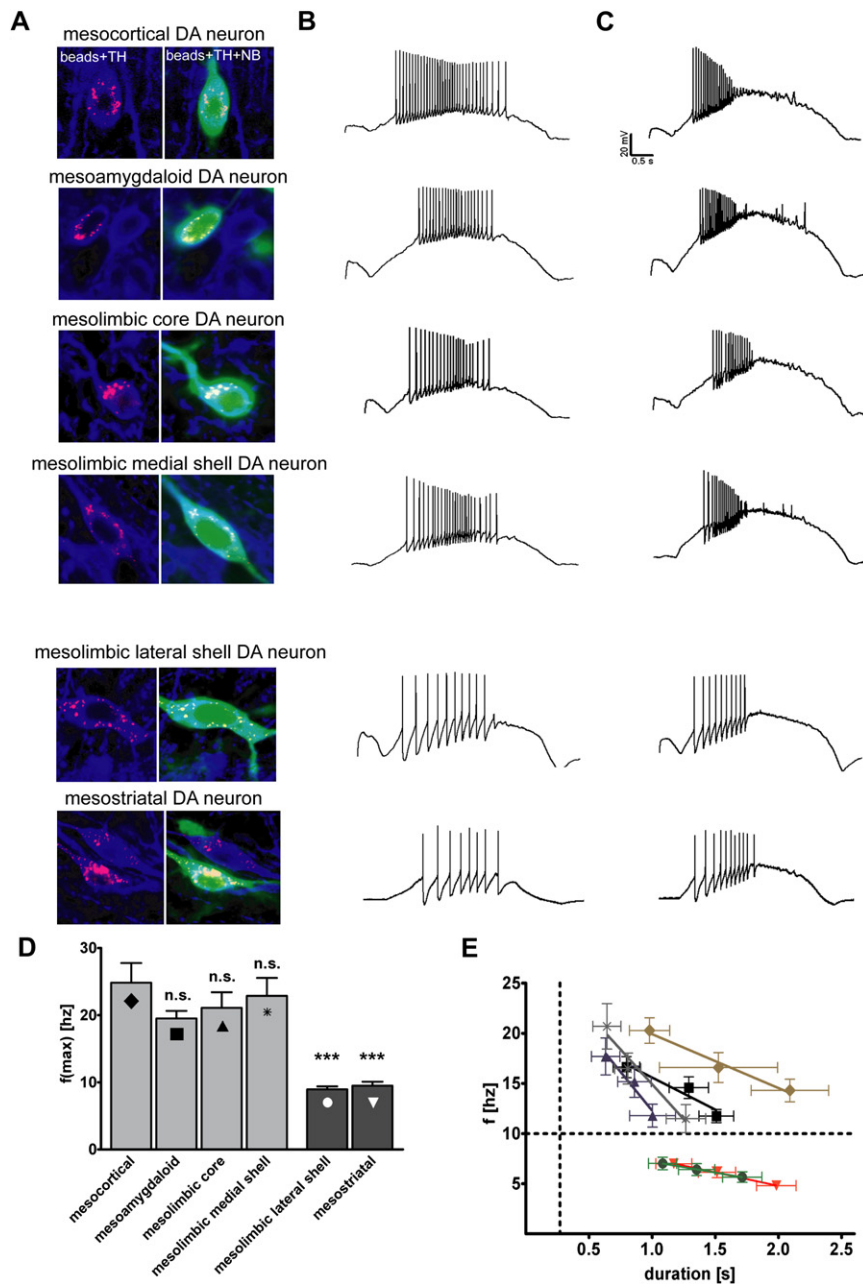 A
B
C
mesocortical DA neuron
beads+TH
beads+TH+NB
20 mV
0.5 s
mesoamygdaloid DA neuron
mesolimbic core DA neuron
mesolimbic medial shell DA neuron
mesolimbic lateral shell DA neuron
mesostriatal DA neuron
D
f(max) [hz]
30
20
10
0
n.s.
n.s.
n.s.
***
***
mesocortical
mesoamygdaloid
mesolimbic core
mesolimbic medial shell
mesolimbic lateral shell
mesostriatal
E
f [hz]
25
20
15
10
5
0.5
1.0
1.5
2.0
2.5
duration [s]